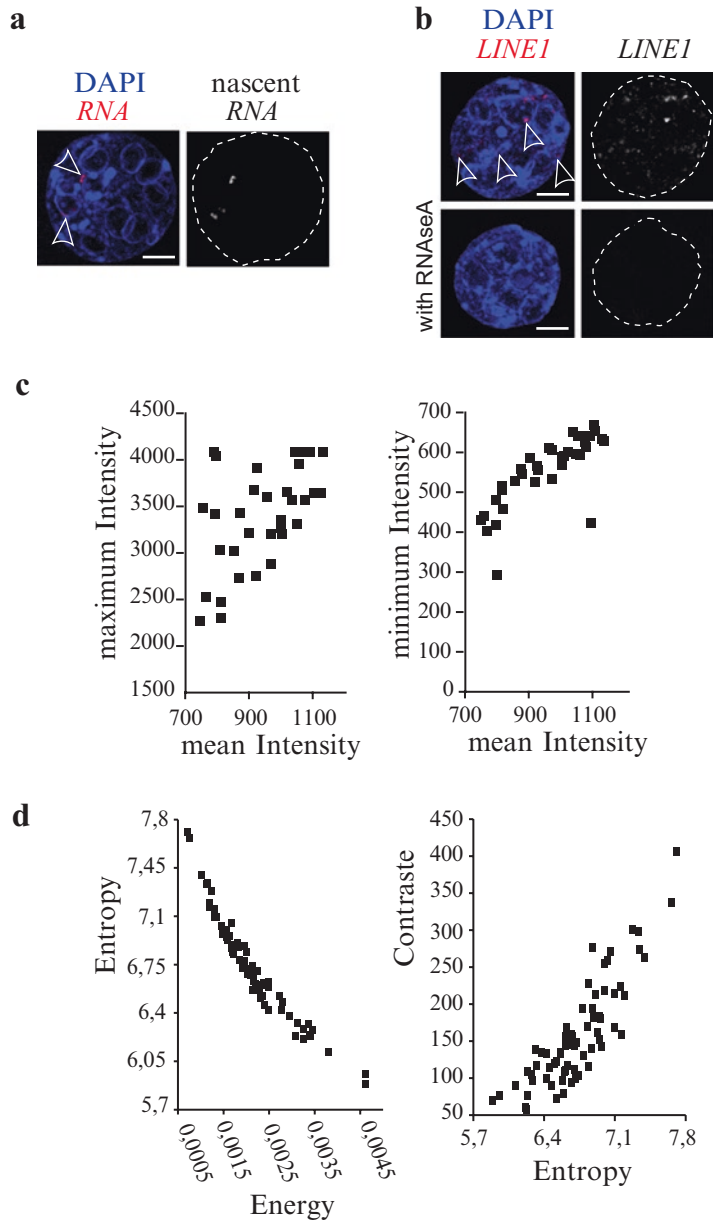 a
DAPI
RNA
nascent
RNA
b
DAPI
LINE1
LINE1
with RNAseA
c
4500
4000
3500
3000
2500
2000
1500
maximum Intensity
700 900 1100
mean Intensity
700
600
500
400
300
200
100
0
minimum Intensity
700 900 1100
mean Intensity
d
7,8
7,45
7,1
6,75
6,4
6,05
5,7
Entropy
0,0005 0,0015 0,0025 0,0035 0,0045
Energy
450
400
350
300
250
200
150
100
50
Contraste
5,7 6,4 7,1 7,8
Entropy